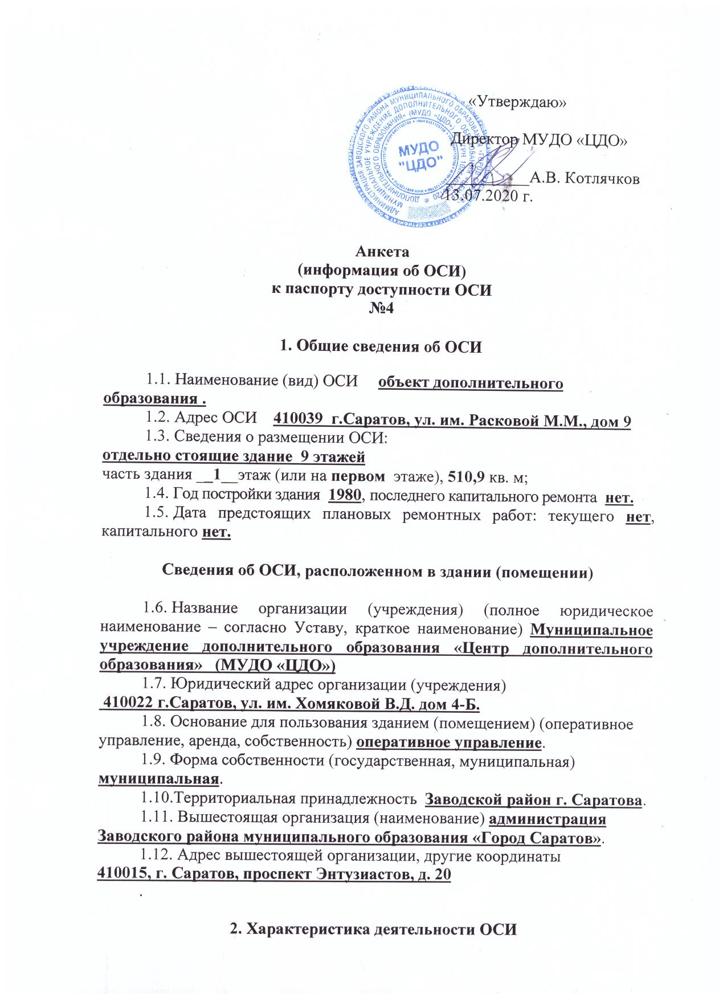 «Утверждаю»
Директор МУДО «ЦДО»
__________А.В. Котлячков
13.07.2020 г.
МУДО
"ЦДО"
Анкета
(информация об ОСИ)
к паспорту доступности ОСИ
№4
1. Общие сведения об ОСИ
1.1. Наименование (вид) ОСИ объект дополнительного
образования .
1.2. Адрес ОСИ 410039 г.Саратов, ул. им. Расковой М.М., дом 9
1.3. Сведения о размещении ОСИ:
отдельно стоящие здание 9 этажей
часть здания __1__этаж (или на первом этаже), 510,9 кв. м;
1.4. Год постройки здания 1980, последнего капитального ремонта нет.
1.5. Дата предстоящих плановых ремонтных работ: текущего нет,
капитального нет.
Сведения об ОСИ, расположенном в здании (помещении)
1.6. Название организации (учреждения) (полное юридическое
наименование – согласно Уставу, краткое наименование) Муниципальное
учреждение дополнительного образования «Центр дополнительного
образования» (МУДО «ЦДО»)
1.7. Юридический адрес организации (учреждения)
410022 г.Саратов, ул. им. Хомяковой В.Д. дом 4-Б.
1.8. Основание для пользования зданием (помещением) (оперативное
управление, аренда, собственность) оперативное управление.
1.9. Форма собственности (государственная, муниципальная)
муниципальная.
1.10.Территориальная принадлежность Заводской район г. Саратова.
1.11. Вышестоящая организация (наименование) администрация
Заводского района муниципального образования «Город Саратов».
1.12. Адрес вышестоящей организации, другие координаты
410015, г. Саратов, проспект Энтузиастов, д. 20
.
2. Характеристика деятельности ОСИ